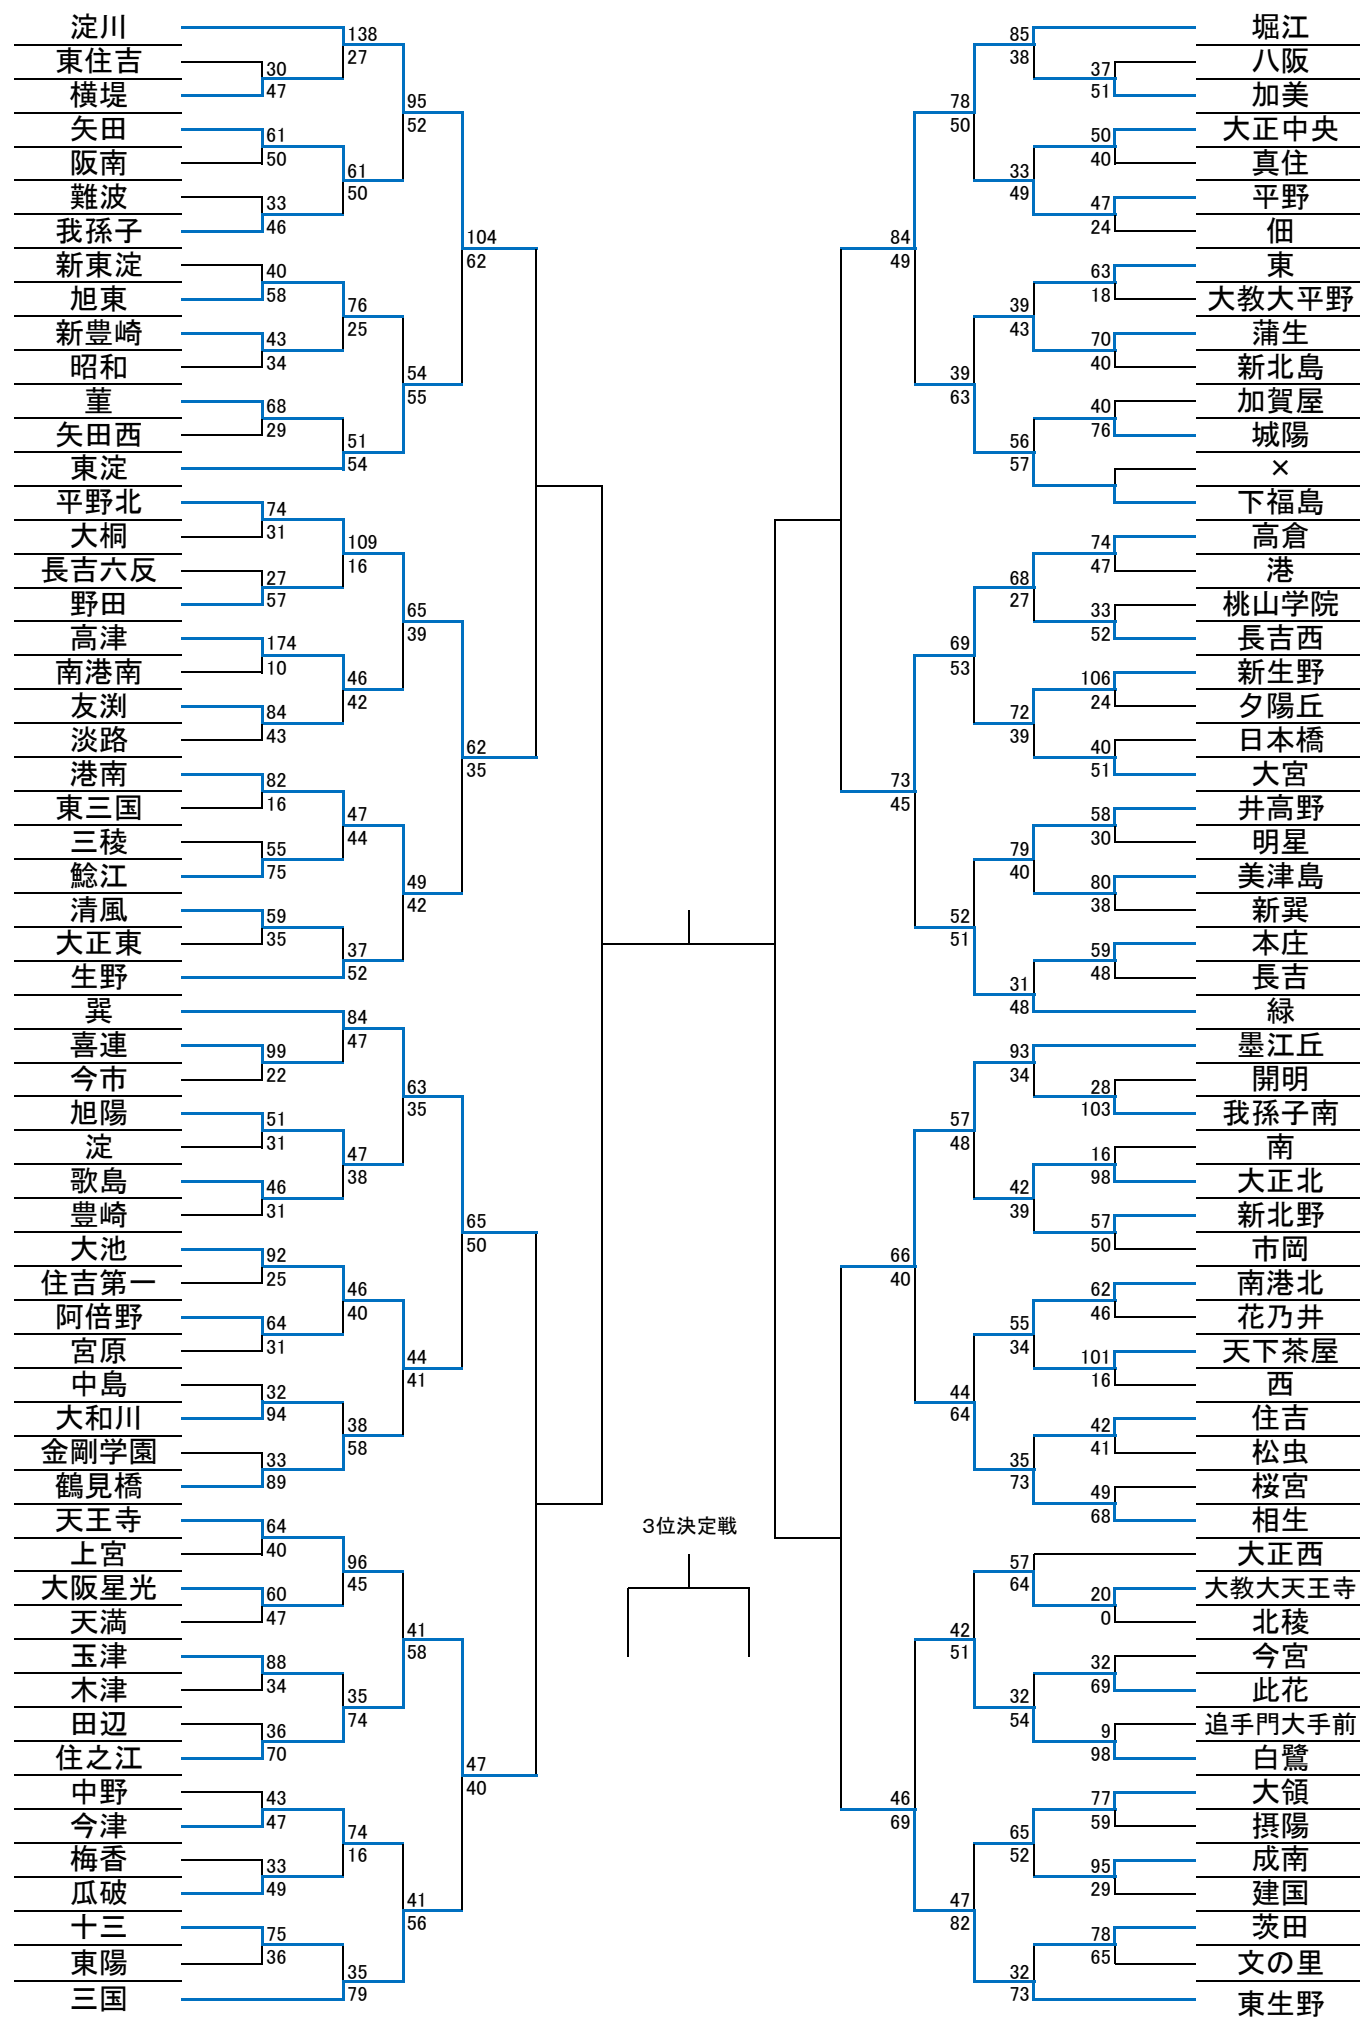 淀川
東住吉
横堤
矢田
阪南
難波
我孫子
新東淀
旭東
新豊崎
昭和
菫
矢田西
東淀
平野北
大桐
長吉六反
野田
高津
南港南
友渕
淡路
港南
東三国
三稜
鯰江
清風
大正東
生野
巽
喜連
今市
旭陽
淀
歌島
豊崎
大池
住吉第一
阿倍野
宮原
中島
大和川
金剛学園
鶴見橋
天王寺
上宮
大阪星光
天満
玉津
木津
田辺
住之江
中野
今津
梅香
瓜破
十三
東陽
三国
30
47
61
50
33
46
40
58
43
34
68
29
74
31
27
57
174
10
84
43
82
16
55
75
59
35
99
22
51
31
46
31
92
25
64
31
32
94
33
89
64
40
60
47
88
34
36
70
43
47
33
49
75
36
138
27
61
50
76
25
51
54
109
16
46
42
47
44
37
52
84
47
47
38
46
40
38
58
96
45
35
74
74
16
35
79
95
52
54
55
65
39
49
42
63
35
44
41
41
58
41
56
104
62
62
35
65
50
47
40
3位決定戦
84
49
73
45
66
40
46
69
78
50
39
63
69
53
52
51
57
48
44
64
42
51
47
82
85
38
33
49
39
43
56
57
68
27
72
39
79
40
31
48
93
34
42
39
55
34
35
73
57
64
32
54
65
52
32
73
37
51
50
40
47
24
63
18
70
40
40
76
74
47
33
52
106
24
40
51
58
30
80
38
59
48
28
103
16
98
57
50
62
46
101
16
42
41
49
68
20
0
32
69
9
98
77
59
95
29
78
65
堀江
八阪
加美
大正中央
真住
平野
佃
東
大教大平野
蒲生
新北島
加賀屋
城陽
×
下福島
高倉
港
桃山学院
長吉西
新生野
夕陽丘
日本橋
大宮
井高野
明星
美津島
新巽
本庄
長吉
緑
墨江丘
開明
我孫子南
南
大正北
新北野
市岡
南港北
花乃井
天下茶屋
西
住吉
松虫
桜宮
相生
大正西
大教大天王寺
北稜
今宮
此花
追手門大手前
白鷺
大領
摂陽
成南
建国
茨田
文の里
東生野